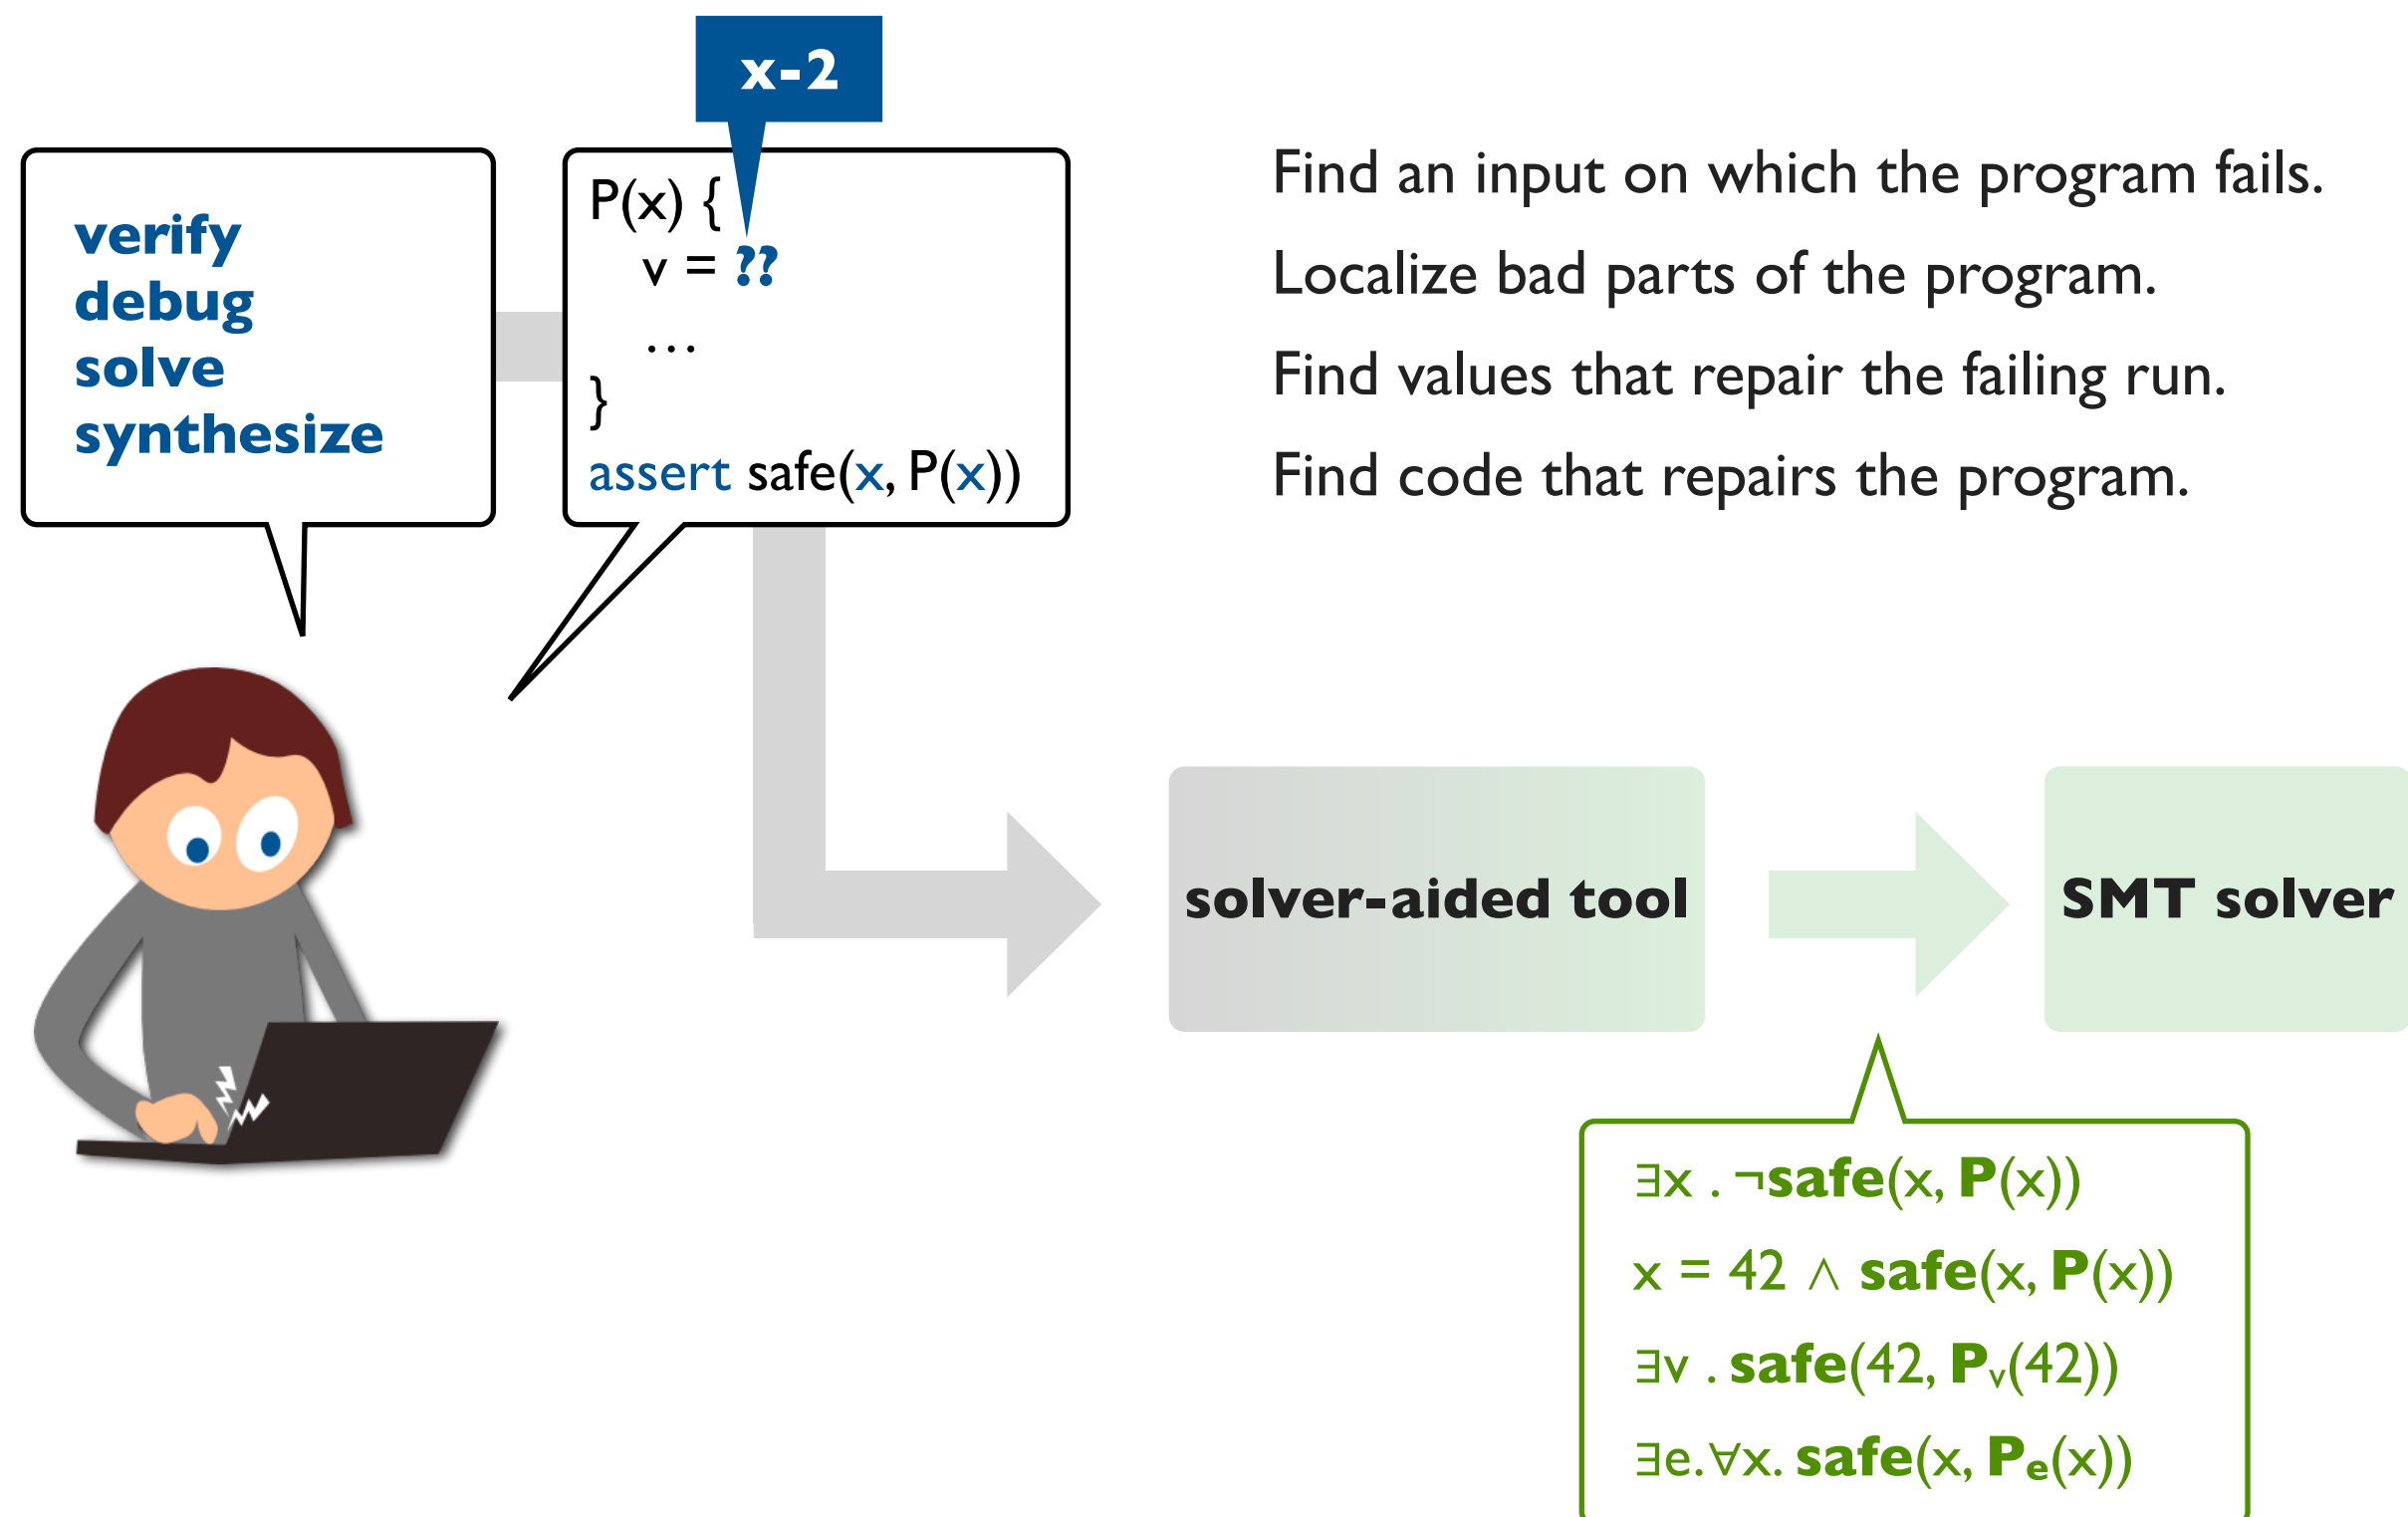 x-2
verify
debug
solve
synthesize
P(x) {
v = ??
…
}
assert safe(x, P(x))
Find an input on which the program fails.
Localize bad parts of the program.
Find values that repair the failing run.
Find code that repairs the program.
solver-aided tool
SMT solver
∃x . ¬safe(x, P(x))
x = 42 ∧ safe(x, P(x))
∃v . safe(42, Pᵥ(42))
∃e.∀x. safe(x, Pₑ(x))